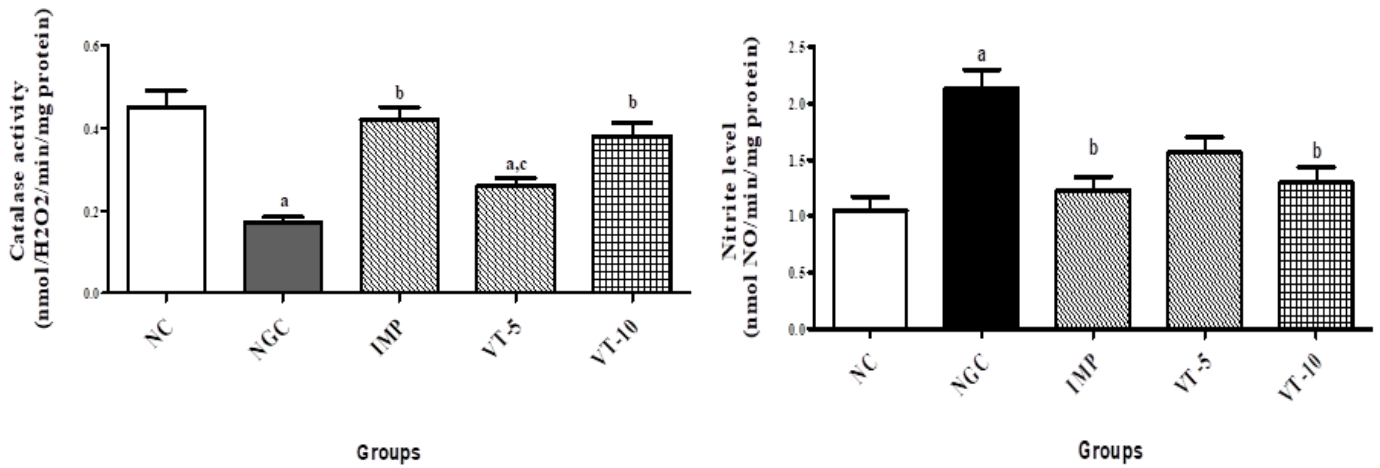 Catalase activity
(nmol/H2O2/min/mg protein)
0.6
0.4
0.2
0.0
b
b
a,c
a
NC
NGC
IMP
VT-5
VT-10
Groups
Nitrite level
(nmol NO/min/mg protein)
2.5
2.0
1.5
1.0
0.5
0.0
a
b
b
NC
NGC
IMP
VT-5
VT-10
Groups